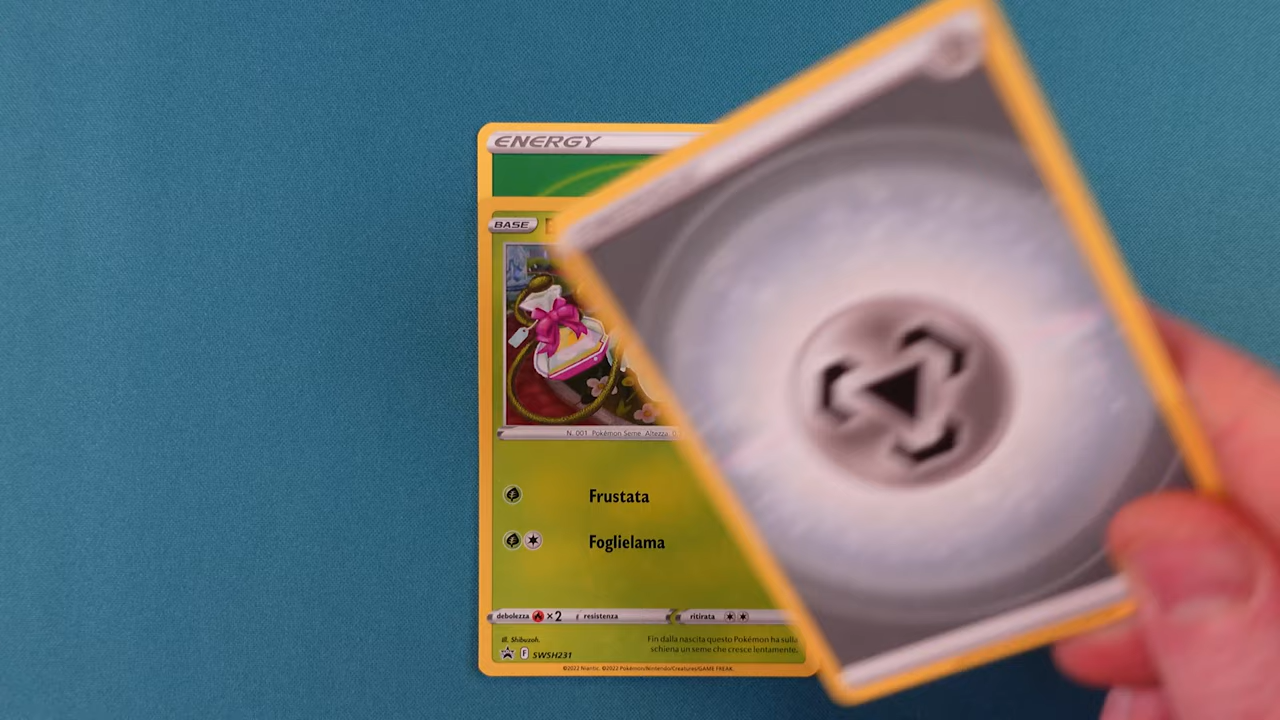 ENERGY
BASE
N. 001 Pokémon Seme Altezza: 0
Frustata
Foglielama
debolezza ×2 resistenza ritirata
Ill. Shibuzoh.
Fin dalla nascita questo Pokémon ha sulla
schiena un seme che cresce lentamente.
F SWSH231
©2022 Niantic. ©2022 Pokémon/Nintendo/Creatures/GAME FREAK.